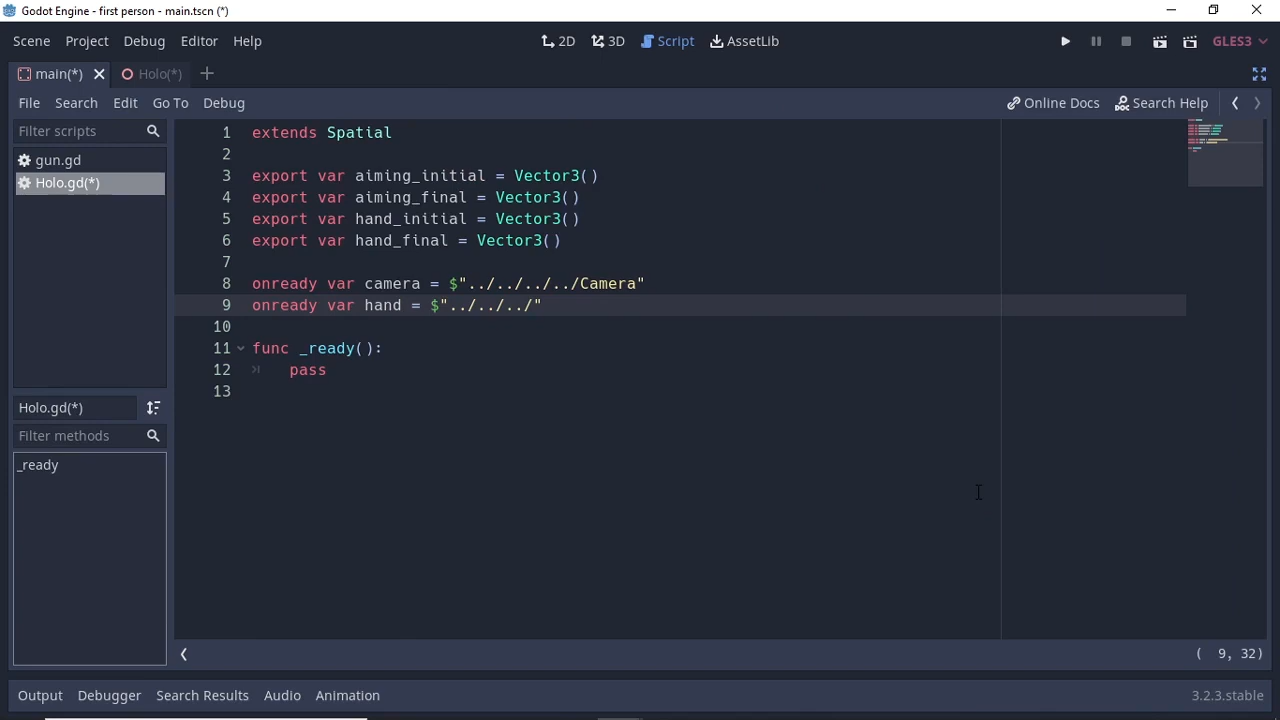 Godot Engine - first person - main.tscn (*)
Scene Project Debug Editor Help 2D 3D Script AssetLib GLES3
main(*) Holo(*)
File Search Edit Go To Debug Online Docs Search Help
Filter scripts
gun.gd
Holo.gd(*)
Holo.gd(*)
Filter methods
_ready
1 extends Spatial
2
3 export var aiming_initial = Vector3()
4 export var aiming_final = Vector3()
5 export var hand_initial = Vector3()
6 export var hand_final = Vector3()
7
8 onready var camera = $"../../../../Camera"
9 onready var hand = $"../../../"
10
11 func _ready():
12 pass
13
( 9, 32)
Output Debugger Search Results Audio Animation 3.2.3.stable